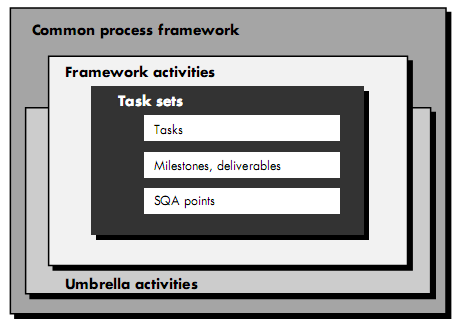 Common process framework
Framework activities
Task sets
Tasks
Milestones, deliverables
SQA points
Umbrella activities